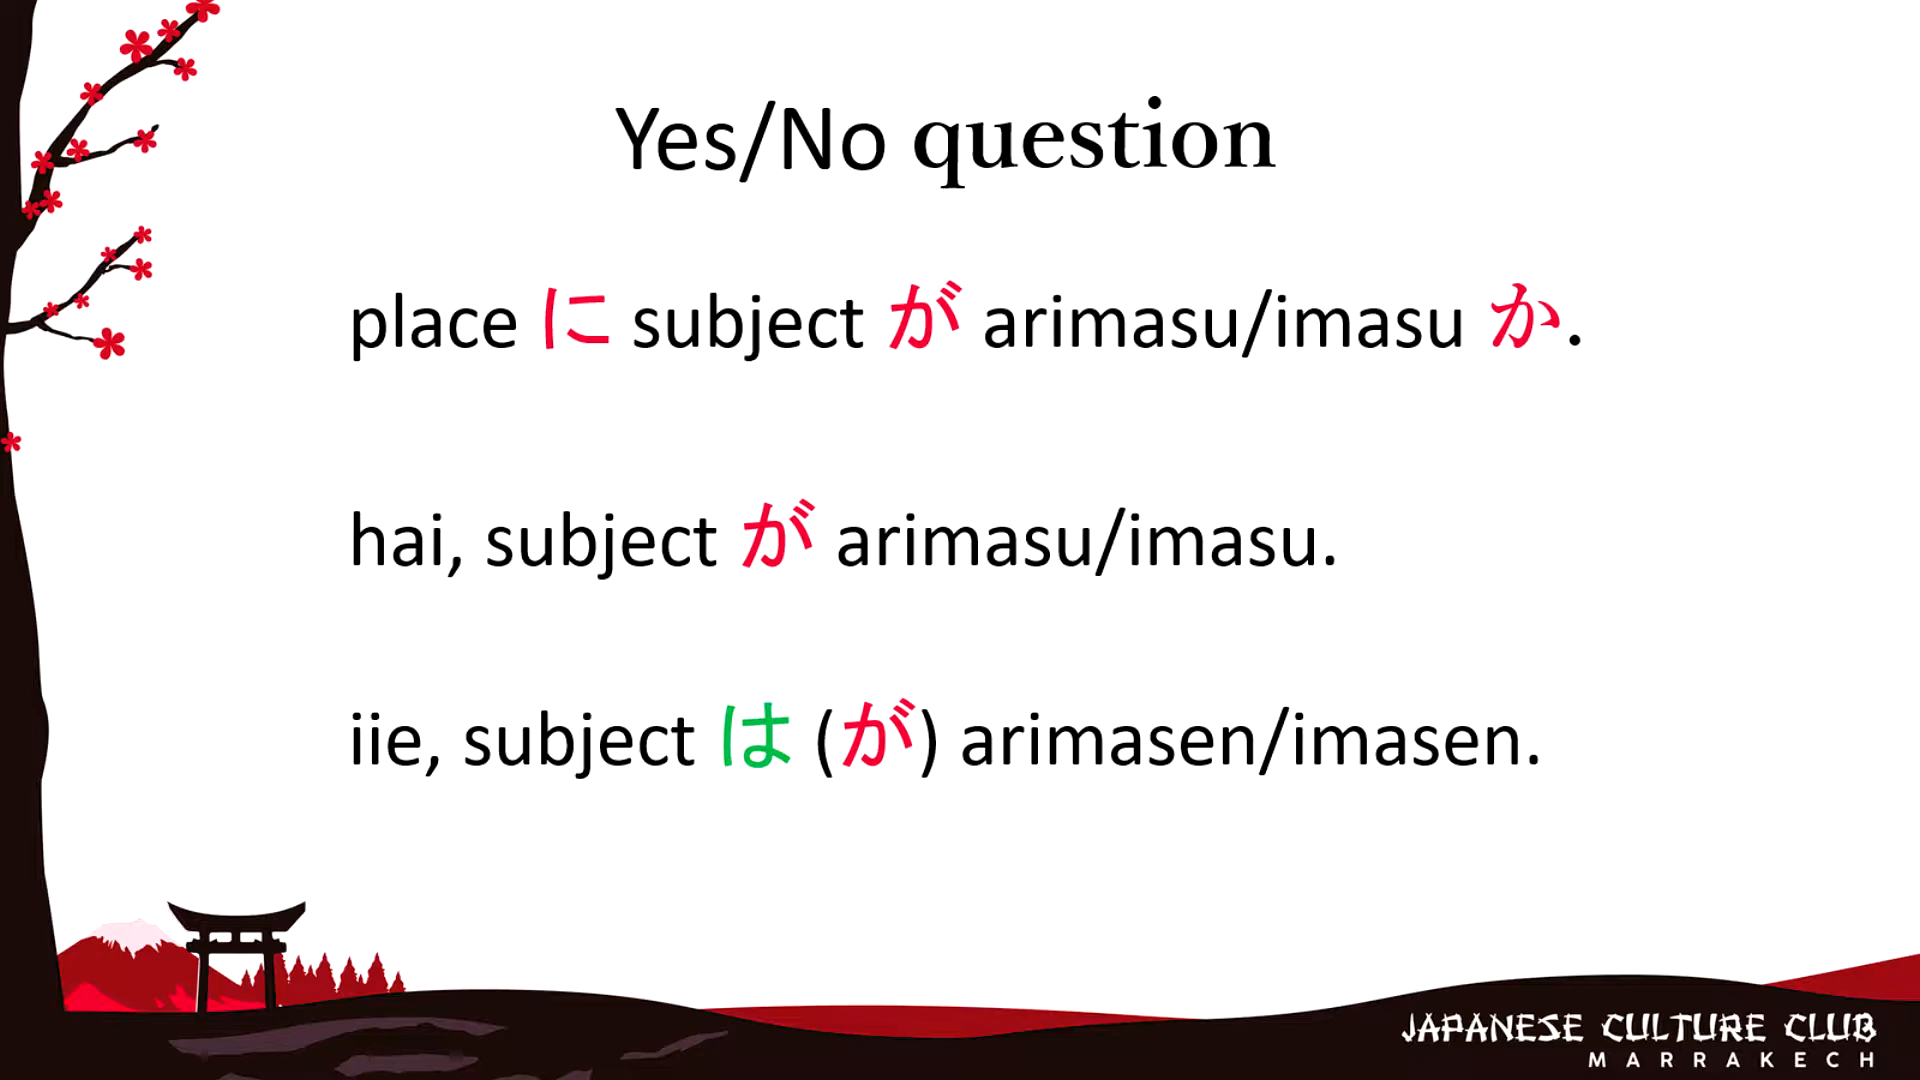 Yes/No question
place に subject が arimasu/imasu か.
hai, subject が arimasu/imasu.
iie, subject は (が) arimasen/imasen.
JAPANESE CULTURE CLUB
MARRAKECH